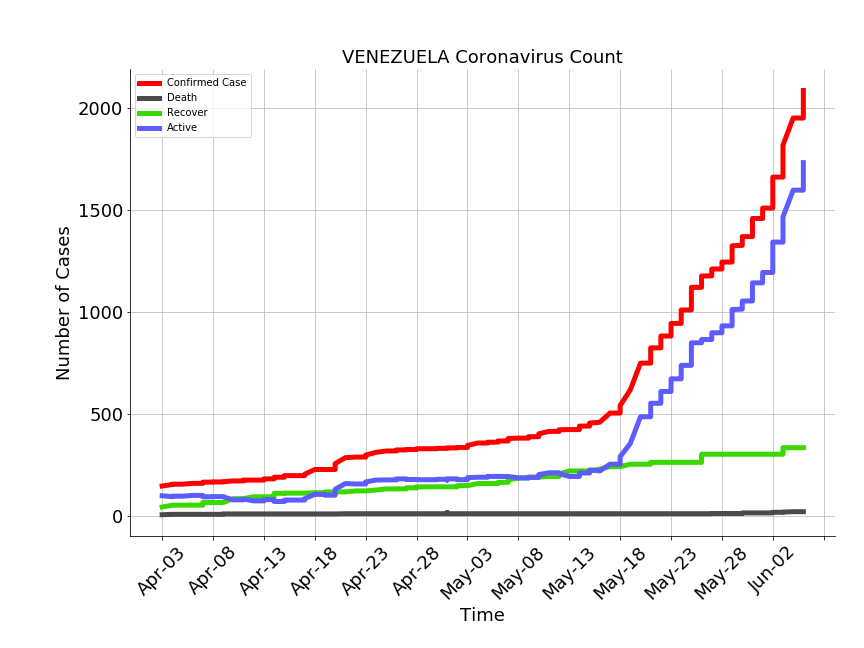 VENEZUELA Coronavirus Count
Confirmed Case
Death
Recover
Active
Number of Cases
2000
1500
1000
500
0
Apr-03
Apr-08
Apr-13
Apr-18
Apr-23
Apr-28
May-03
May-08
May-13
May-18
May-23
May-28
Jun-02
Time